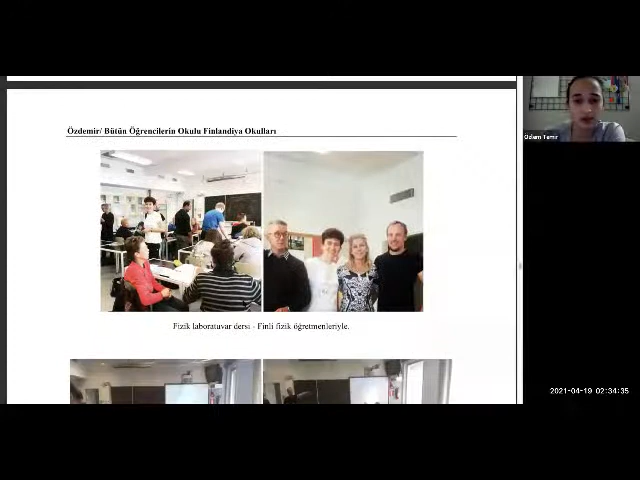 Özdemir/ Bütün Öğrencilerin Okulu Finlandiya Okulları
Özlem Temir
Fizik laboratuvar dersi - Finli fizik öğretmenleriyle.
2021-04-19 02:34:35